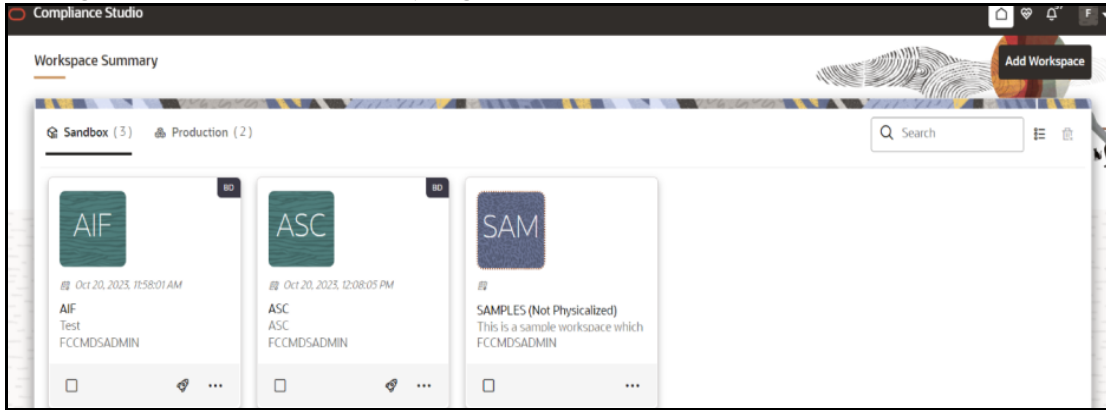 Compliance Studio
F
Workspace Summary
Add Workspace
Sandbox (3)
Production (2)
Search
BD
BD
AIF
ASC
SAM
Oct 20, 2023, 11:58:01 AM
Oct 20, 2023, 12:08:05 PM
AIF
ASC
SAMPLES (Not Physicalized)
Test
ASC
This is a sample workspace which
FCCMDSADMIN
FCCMDSADMIN
FCCMDSADMIN